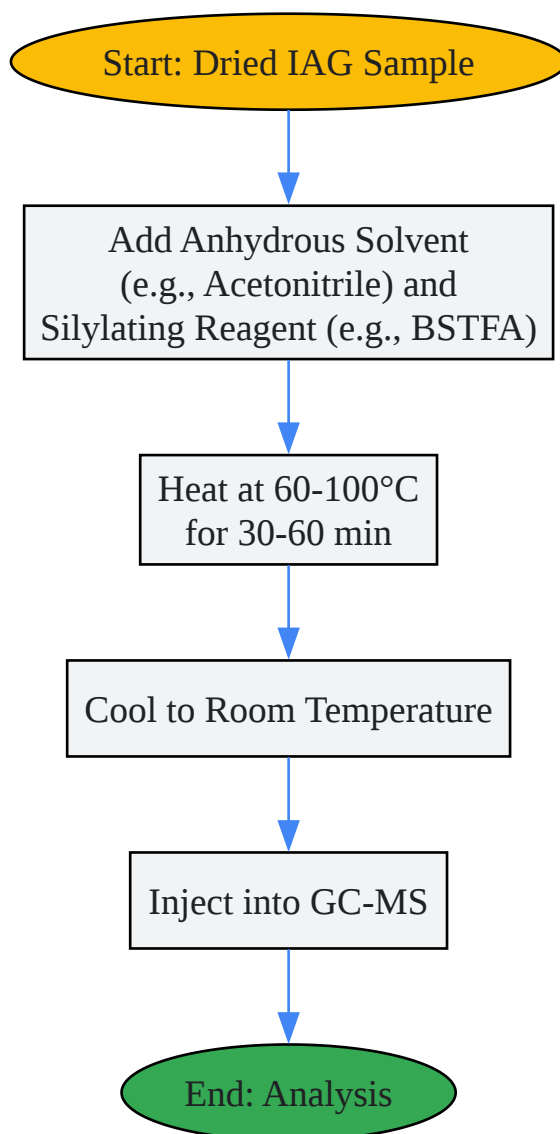 Start: Dried IAG Sample
Add Anhydrous Solvent
(e.g., Acetonitrile) and
Silylating Reagent (e.g., BSTFA)
Heat at 60-100°C
for 30-60 min
Cool to Room Temperature
Inject into GC-MS
End: Analysis